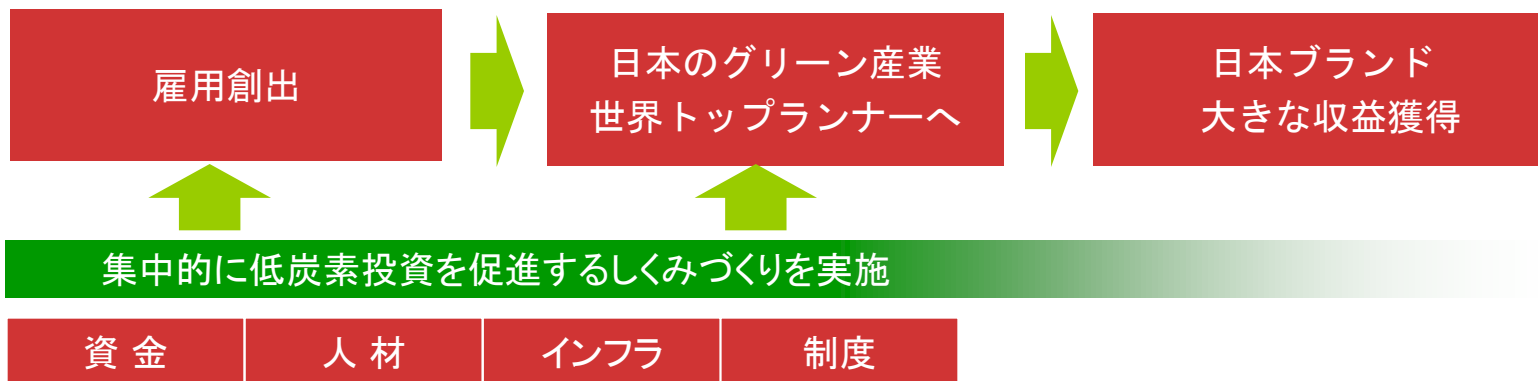 雇用創出
日本のグリーン産業
世界トップランナーへ
日本ブランド
大きな収益獲得
集中的に低炭素投資を促進するしくみづくりを実施
資 金
人 材
インフラ
制度